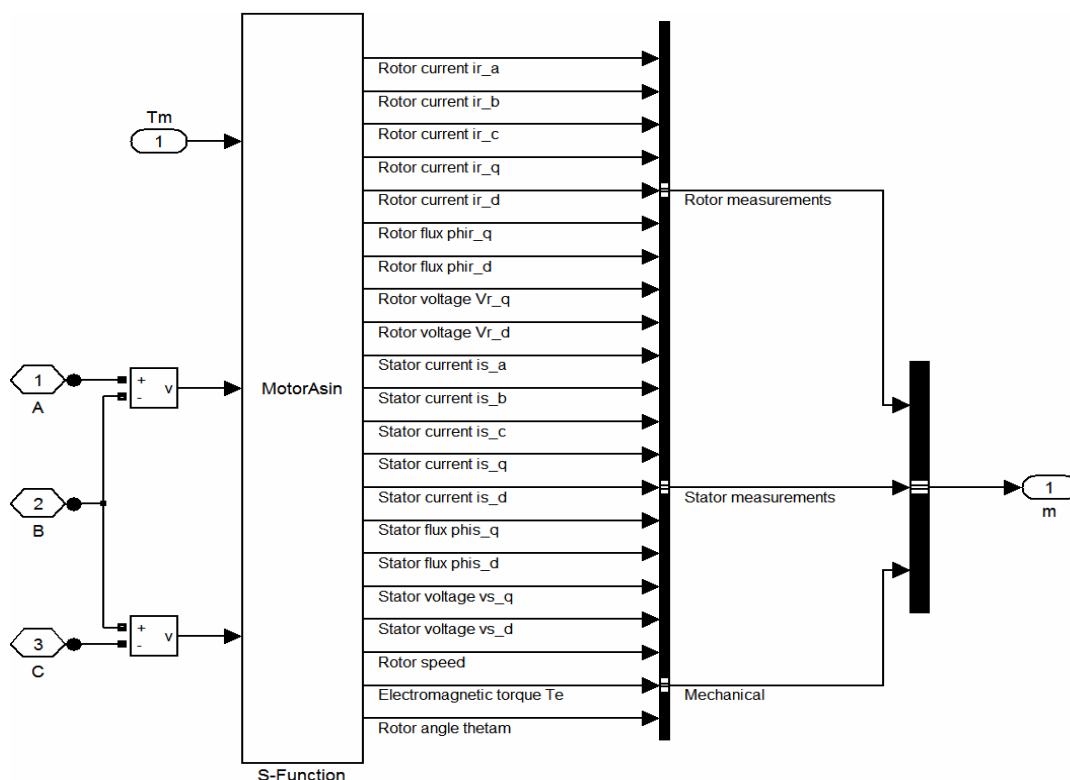 Tm
1
1
A
2
B
3
C
+
-
v
+
-
v
MotorAsin
S-Function
Rotor current ir_a
Rotor current ir_b
Rotor current ir_c
Rotor current ir_q
Rotor current ir_d
Rotor flux phir_q
Rotor flux phir_d
Rotor voltage Vr_q
Rotor voltage Vr_d
Stator current is_a
Stator current is_b
Stator current is_c
Stator current is_q
Stator current is_d
Stator flux phis_q
Stator flux phis_d
Stator voltage vs_q
Stator voltage vs_d
Rotor speed
Electromagnetic torque Te
Rotor angle thetam
Rotor measurements
Stator measurements
Mechanical
1
m